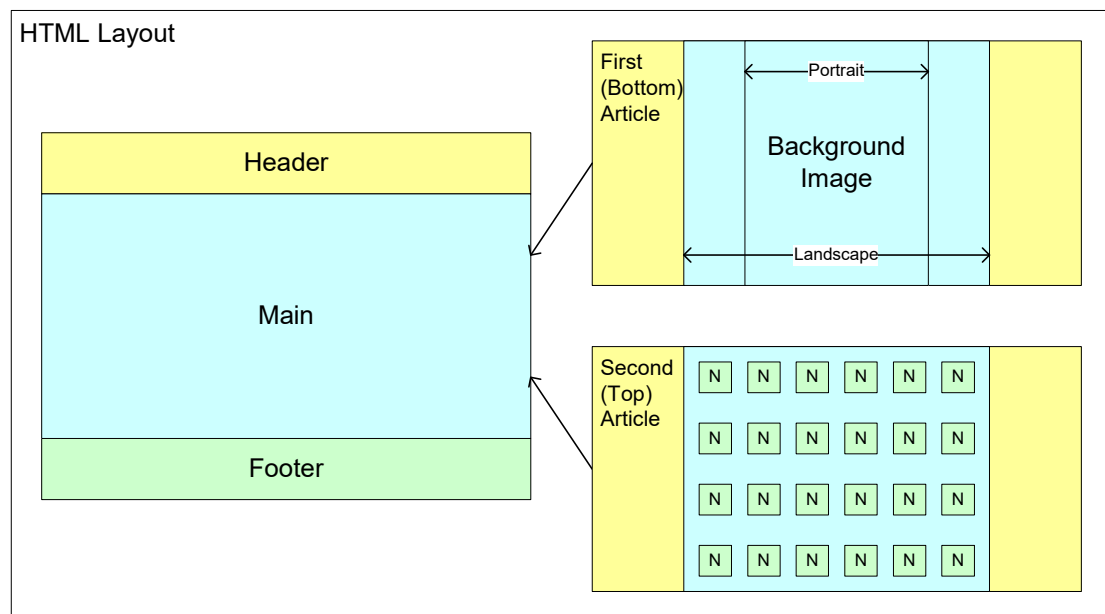 HTML Layout
Header
Main
Footer
First
(Bottom)
Article
Portrait
Background
Image
Landscape
Second
(Top)
Article
N N N N N N
N N N N N N
N N N N N N
N N N N N N